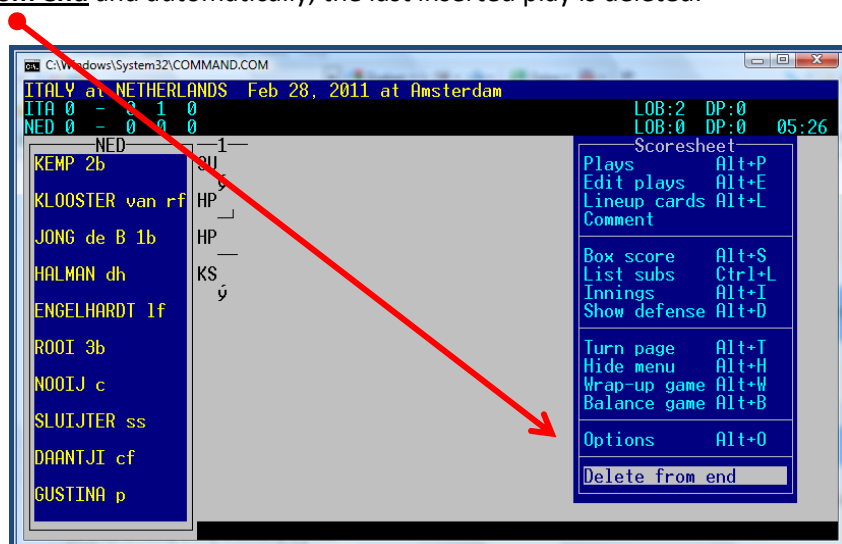 om end and automatically, the last inserted play is deleted.
C:\Windows\System32\COMMAND.COM
ITALY at NETHERLANDS Feb 28, 2011 at Amsterdam
ITA 0 - 0 1 0 LOB:2 DP:0
NED 0 - 0 0 0 LOB:0 DP:0 05:26
NED 1 Scoresheet
KEMP 2b
KLOOSTER van rf HP
JONG de B 1b HP
HALMAN dh KS
ý
ENGELHARDT lf
ROOI 3b
NOOIJ c
SLUIJTER ss
DAANTJI cf
GUSTINA p
Plays Alt+P
Edit plays Alt+E
Lineup cards Alt+L
Comment
Box score Alt+S
List subs Ctrl+L
Innings Alt+I
Show defense Alt+D
Turn page Alt+T
Hide menu Alt+H
Wrap-up game Alt+W
Balance game Alt+B
Options Alt+O
Delete from end